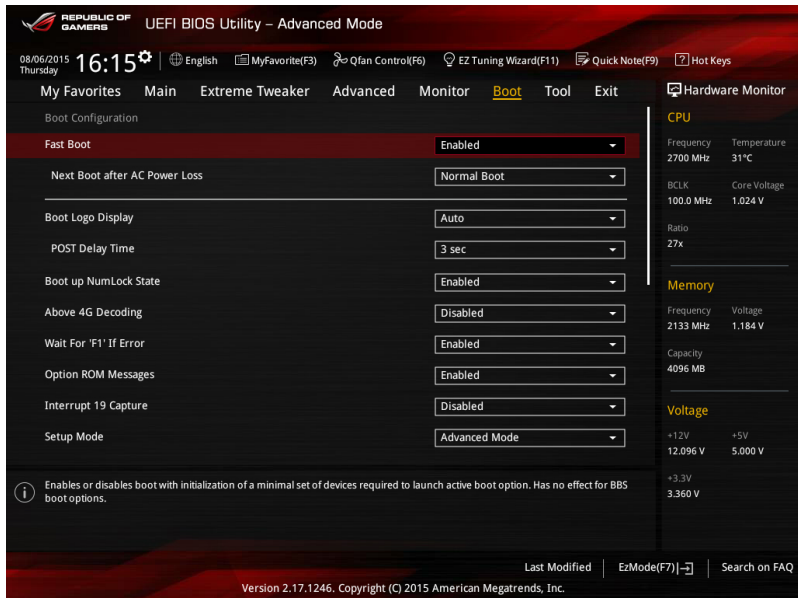 REPUBLIC OF
GAMERS
UEFI BIOS Utility – Advanced Mode
08/06/2015
Thursday
16:15
English
MyFavorite(F3)
Qfan Control(F6)
EZ Tuning Wizard(F11)
Quick Note(F9)
? Hot Keys
My Favorites Main Extreme Tweaker Advanced Monitor Boot Tool Exit
Boot Configuration
Fast Boot Enabled
Next Boot after AC Power Loss Normal Boot
Boot Logo Display Auto
POST Delay Time 3 sec
Boot up NumLock State Enabled
Above 4G Decoding Disabled
Wait For 'F1' If Error Enabled
Option ROM Messages Enabled
Interrupt 19 Capture Disabled
Setup Mode Advanced Mode
i
Enables or disables boot with initialization of a minimal set of devices required to launch active boot option. Has no effect for BBS
boot options.
Hardware Monitor
CPU
Frequency Temperature
2700 MHz 31°C
BCLK Core Voltage
100.0 MHz 1.024 V
Ratio
27x
Memory
Frequency Voltage
2133 MHz 1.184 V
Capacity
4096 MB
Voltage
+12V +5V
12.096 V 5.000 V
+3.3V
3.360 V
Last Modified
EzMode(F7)
Search on FAQ
Version 2.17.1246. Copyright (C) 2015 American Megatrends, Inc.